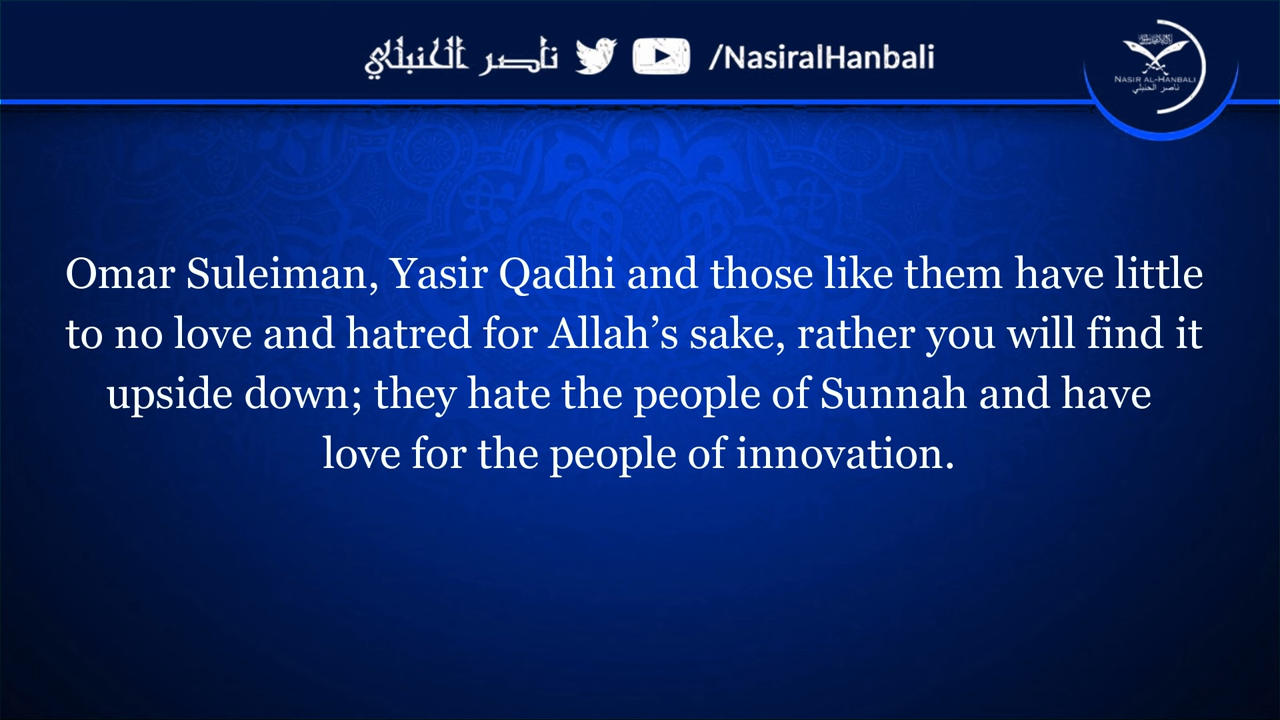 ناصر الحنبلي /NasiralHanbali
NASIR AL-HANBALI
ناصر الحنبلي
Omar Suleiman, Yasir Qadhi and those like them have little
to no love and hatred for Allah’s sake, rather you will find it
upside down; they hate the people of Sunnah and have
love for the people of innovation.